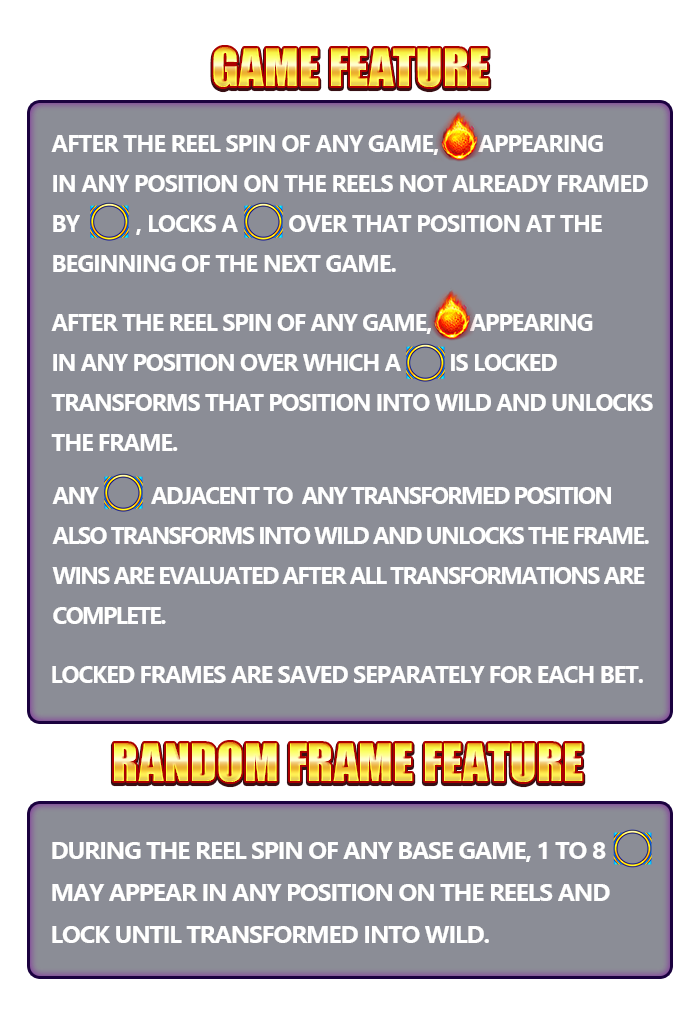 GAME FEATURE
AFTER THE REEL SPIN OF ANY GAME, APPEARING
IN ANY POSITION ON THE REELS NOT ALREADY FRAMED
BY , LOCKS A OVER THAT POSITION AT THE
BEGINNING OF THE NEXT GAME.
AFTER THE REEL SPIN OF ANY GAME, APPEARING
IN ANY POSITION OVER WHICH A IS LOCKED
TRANSFORMS THAT POSITION INTO WILD AND UNLOCKS
THE FRAME.
ANY ADJACENT TO ANY TRANSFORMED POSITION
ALSO TRANSFORMS INTO WILD AND UNLOCKS THE FRAME.
WINS ARE EVALUATED AFTER ALL TRANSFORMATIONS ARE
COMPLETE.
LOCKED FRAMES ARE SAVED SEPARATELY FOR EACH BET.
RANDOM FRAME FEATURE
DURING THE REEL SPIN OF ANY BASE GAME, 1 TO 8
MAY APPEAR IN ANY POSITION ON THE REELS AND
LOCK UNTIL TRANSFORMED INTO WILD.